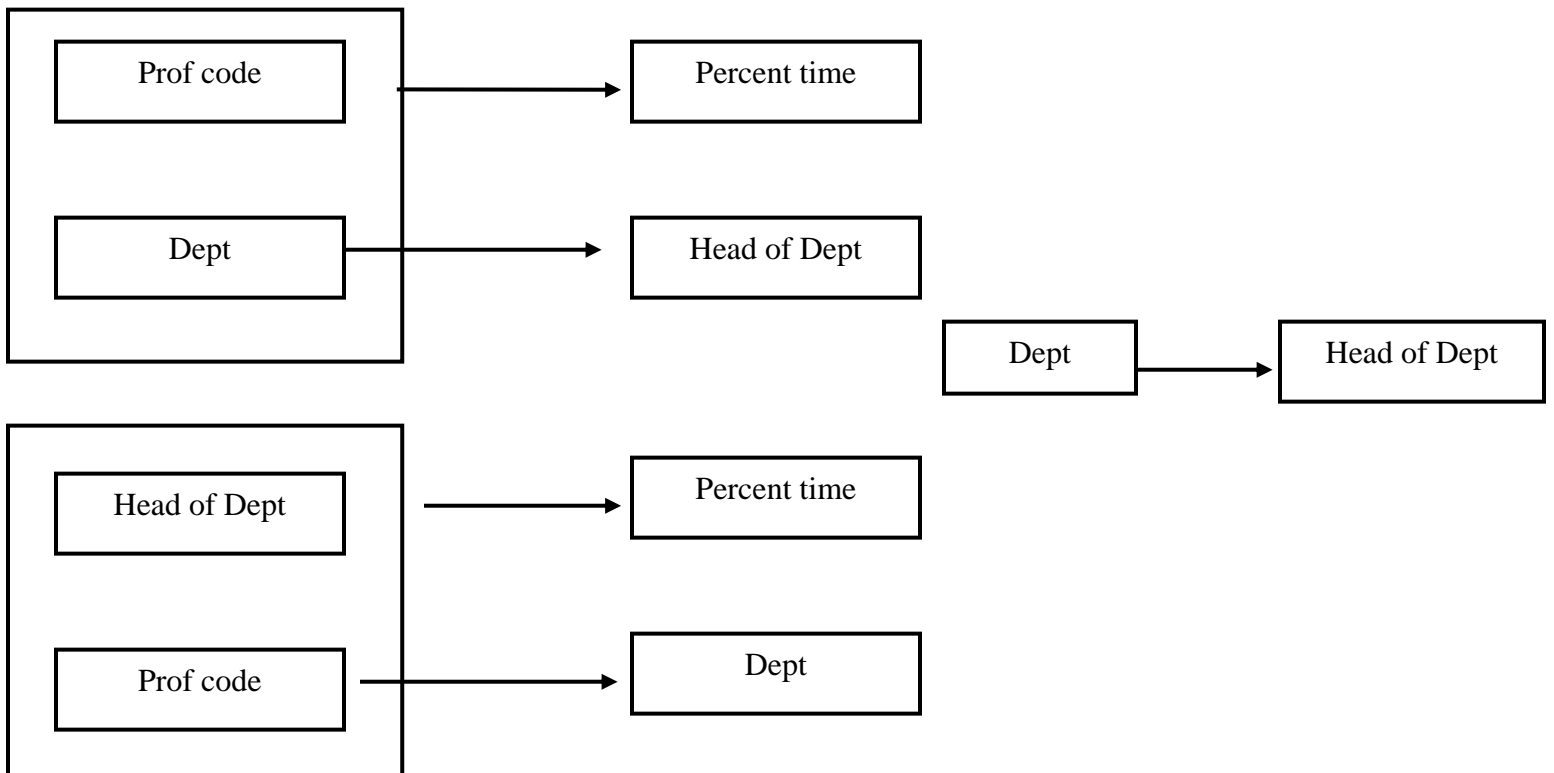 Prof code
Percent time
Dept
Head of Dept
Dept
Head of Dept
Head of Dept
Percent time
Prof code
Dept